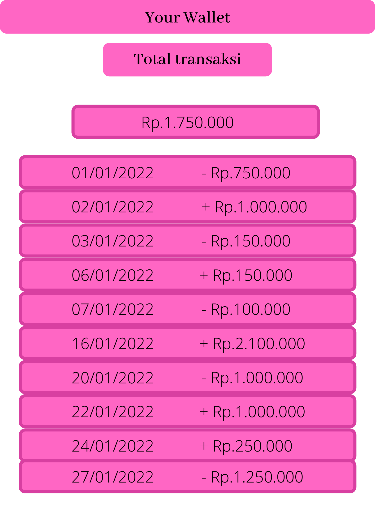 Your Wallet
Total transaksi
Rp.1.750.000
01/01/2022 - Rp.750.000
02/01/2022 + Rp.1.000.000
03/01/2022 - Rp.150.000
06/01/2022 + Rp.150.000
07/01/2022 - Rp.100.000
16/01/2022 + Rp.2.100.000
20/01/2022 - Rp.1.000.000
22/01/2022 + Rp.1.000.000
24/01/2022 + Rp.250.000
27/01/2022 - Rp.1.250.000